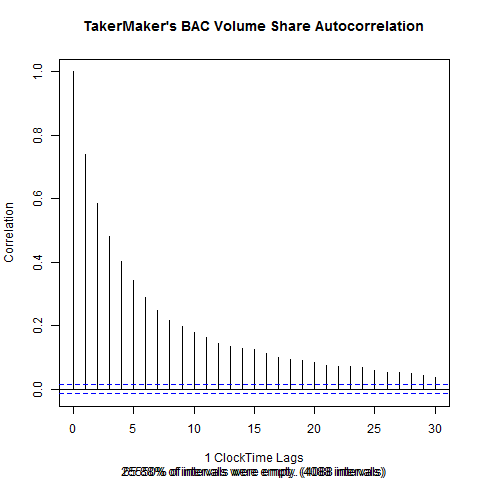 TakerMaker's BAC Volume Share Autocorrelation
1.0
0.8
0.6
0.4
0.2
0.0
Correlation
0 5 10 15 20 25 30
1 ClockTime Lags
% of intervals were empty. ( intervals)